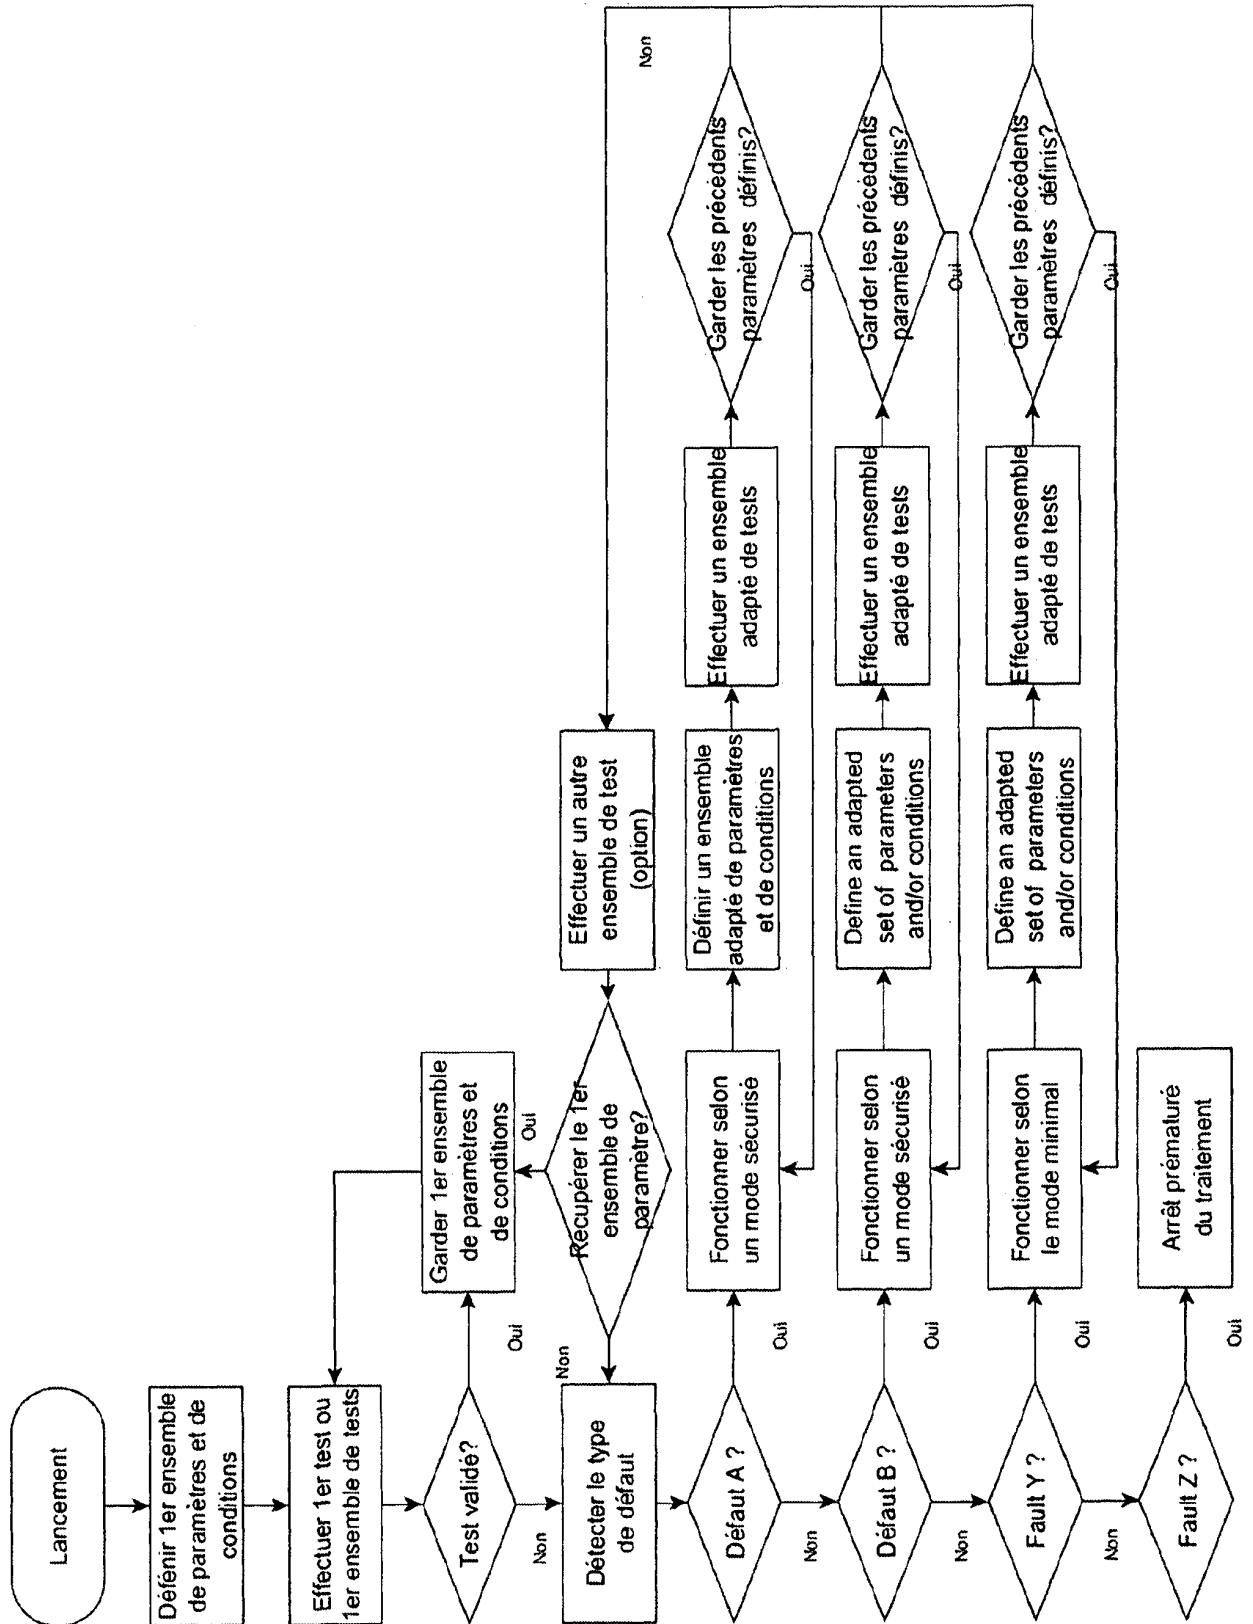 Lancement
Défénir 1er ensemble
de paramètres et de
conditions
Effectuer 1er test ou
1er ensemble de tests
Test validé?
Oui
Non
Garder 1er ensemble
de paramètres et
de conditions
Oui
Récupérer le 1er
ensemble de
paramètre?
Non
Effectuer un autre
ensemble de test
(option)
Non
Détecter le type
de défaut
Défaut A ?
Oui
Non
Fonctionner selon
un mode sécurisé
Définir un ensemble
adapté de paramètres
et de conditions
Effectuer un ensemble
adapté de tests
Garder les précédents
paramètres définis?
Oui
Défaut B ?
Oui
Non
Fonctionner selon
un mode sécurisé
Define an adapted
set of parameters
and/or conditions
Effectuer un ensemble
adapté de tests
Garder les précédents
paramètres définis?
Oui
Fault Y ?
Oui
Non
Fonctionner selon
le mode minimal
Define an adapted
set of parameters
and/or conditions
Effectuer un ensemble
adapté de tests
Garder les précédents
paramètres définis?
Oui
Fault Z ?
Oui
Arrêt prématuré
du traitement